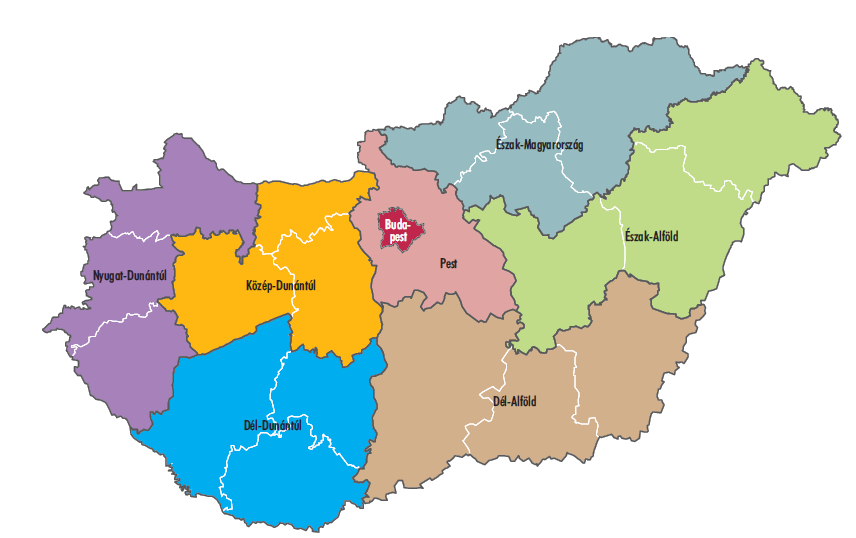 Észak-Magyarország
Buda-
pest
Észak-Alföld
Pest
Nyugat-Dunántúl
Közép-Dunántúl
Dél-Alföld
Dél-Dunántúl